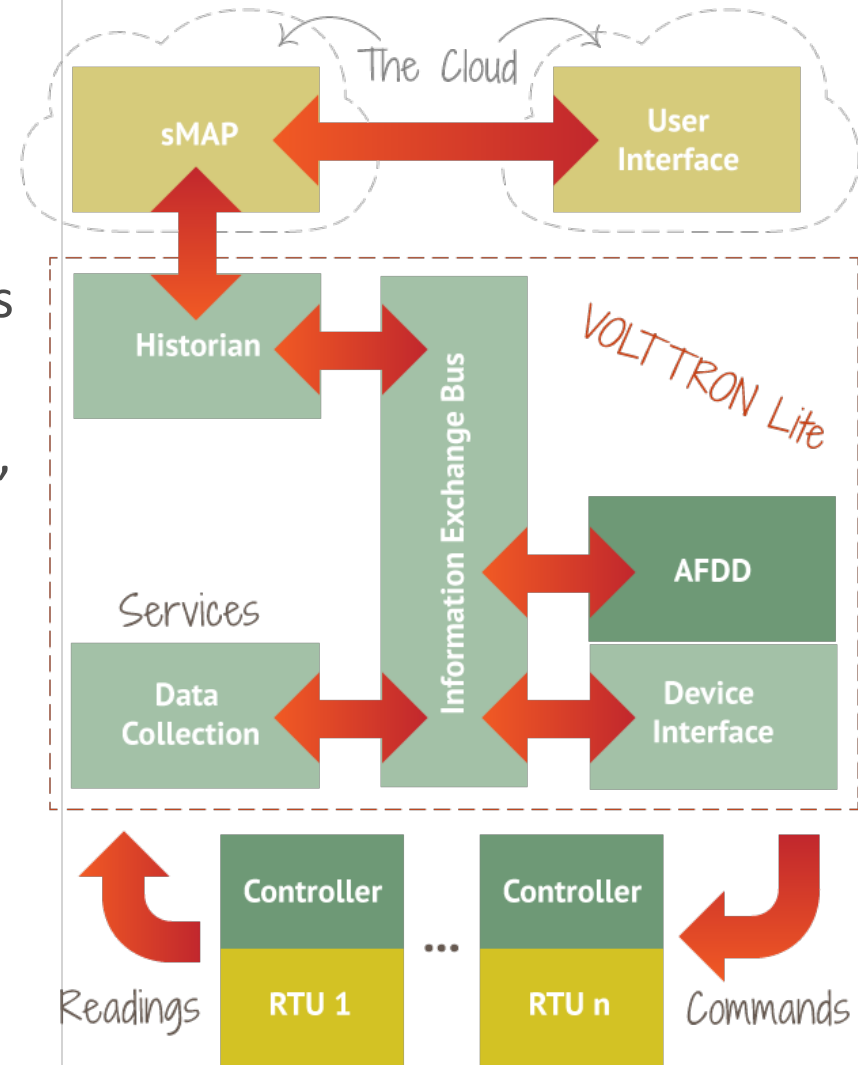 The Cloud
sMAP
User
Interface
s
Historian
VOLTTRON Lite
,
Information Exchange Bus
AFDD
Services
Data
Collection
Device
Interface
Controller
Controller
...
RTU 1
RTU n
Readings
Commands